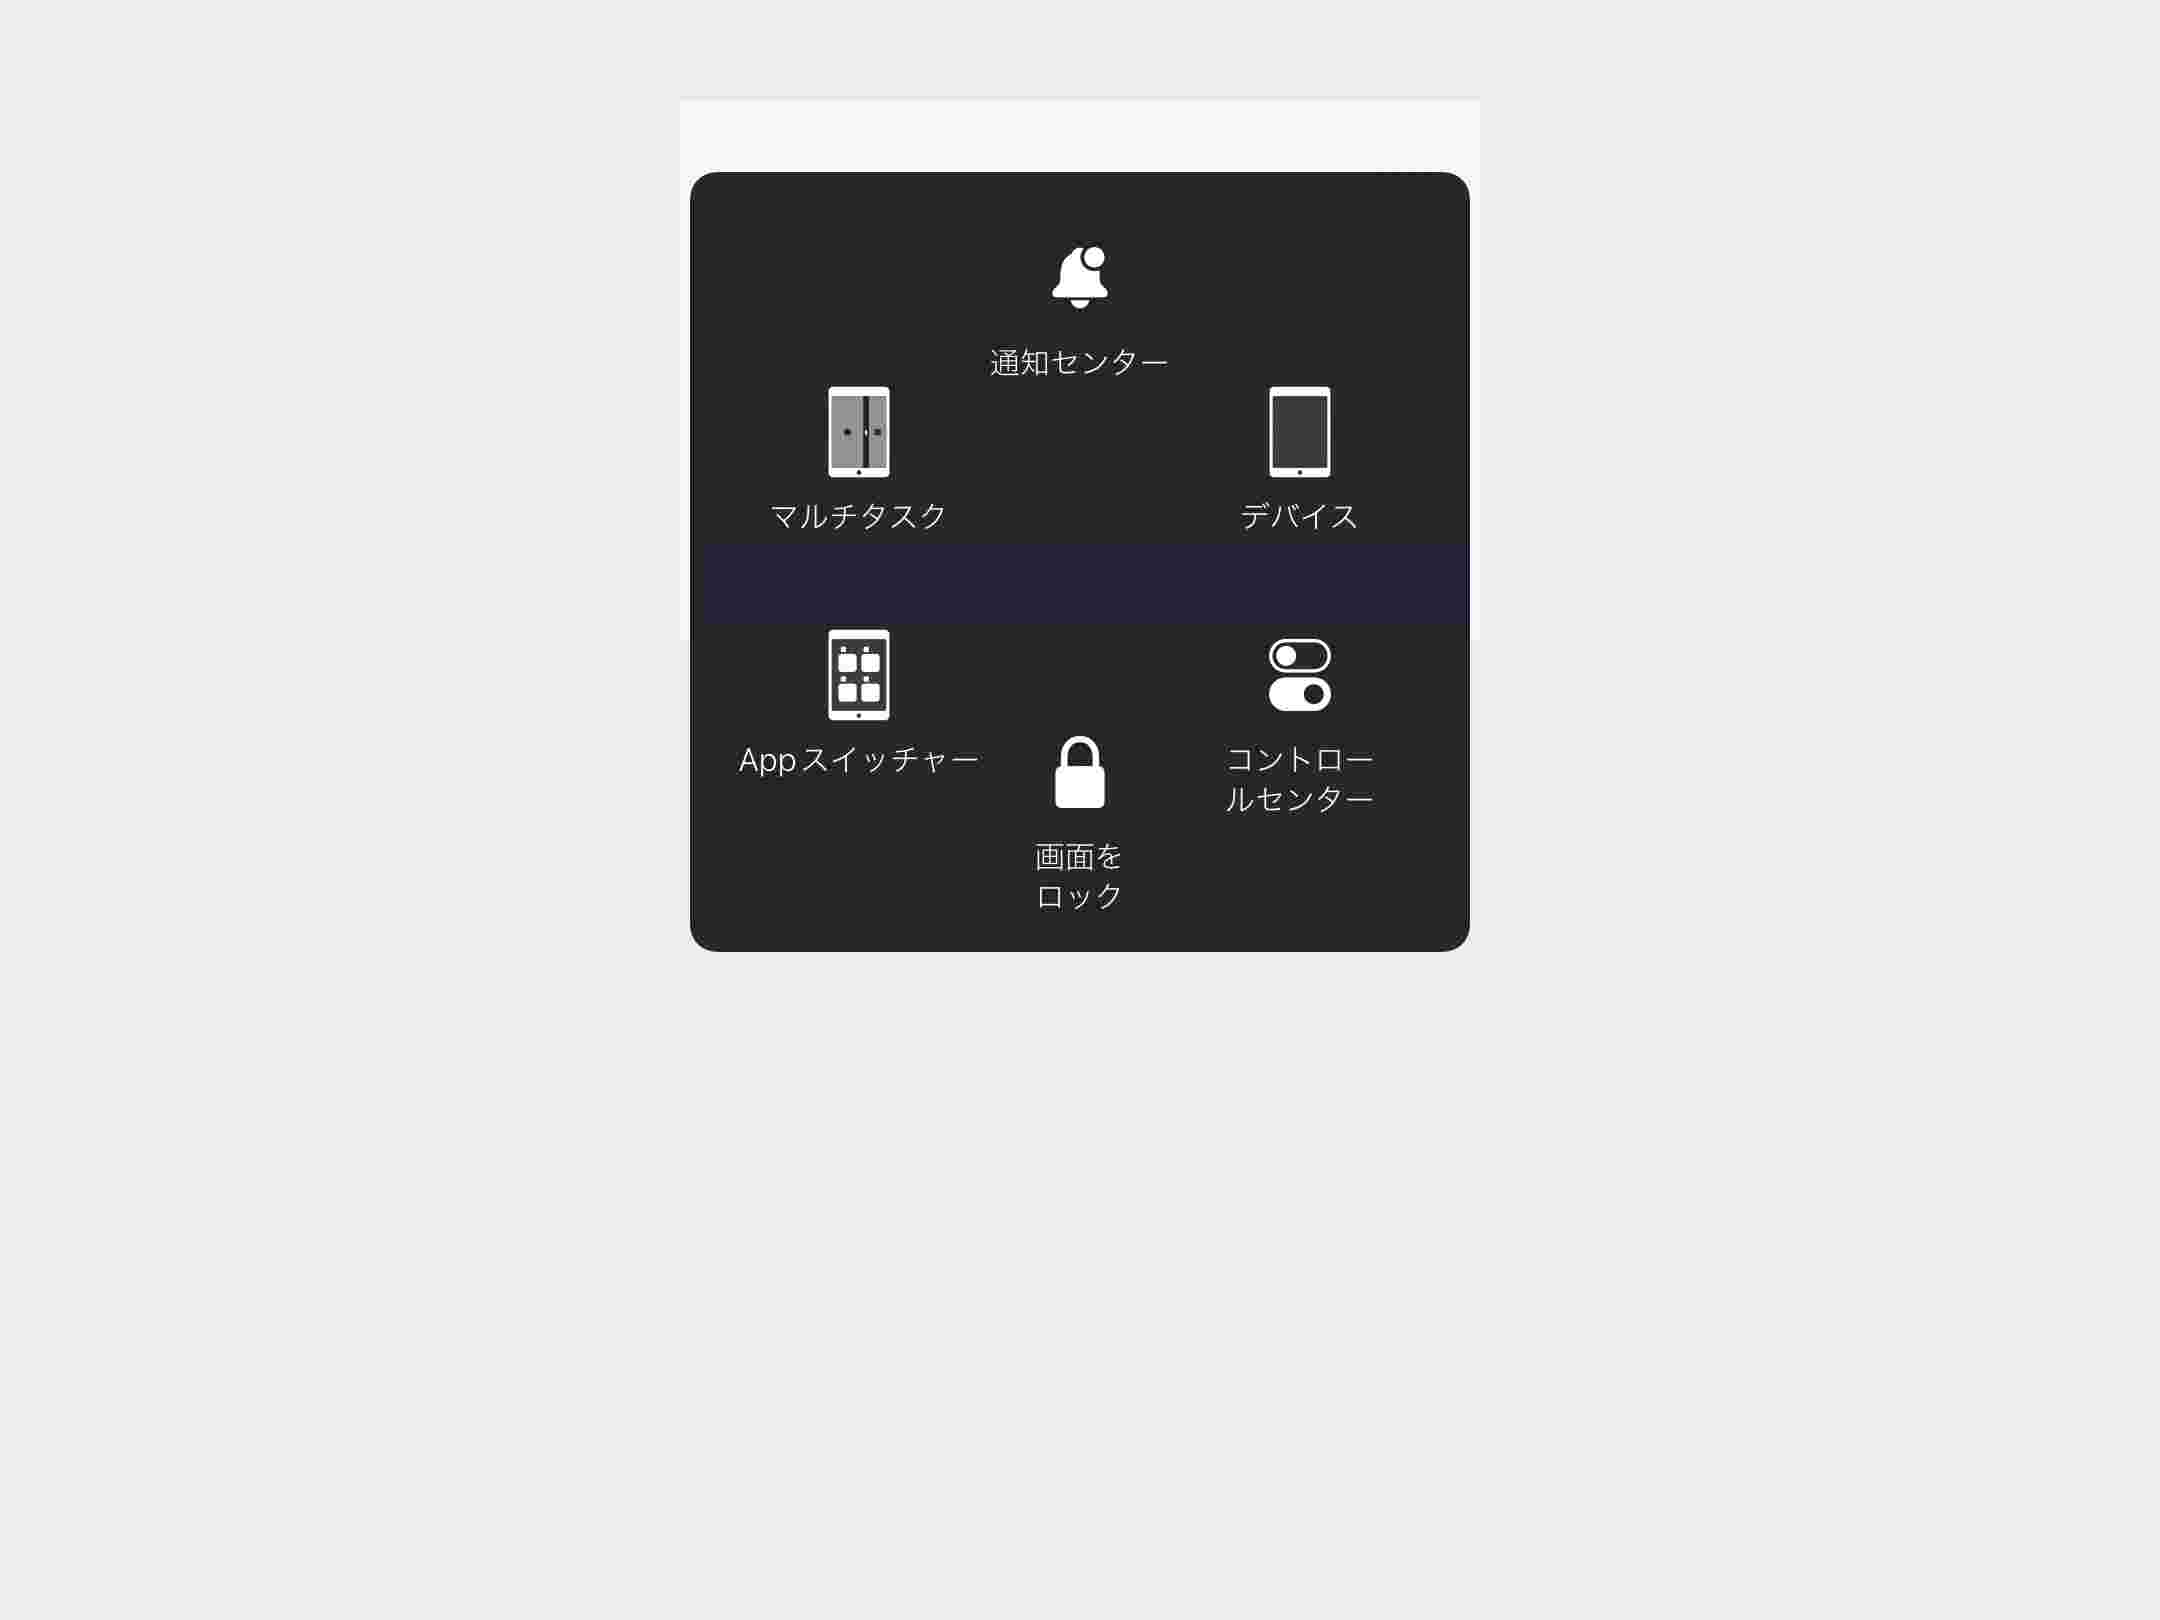 通知センター
マルチタスク
デバイス
Appスイッチャー
コントロー
ルセンター
画面を
ロック